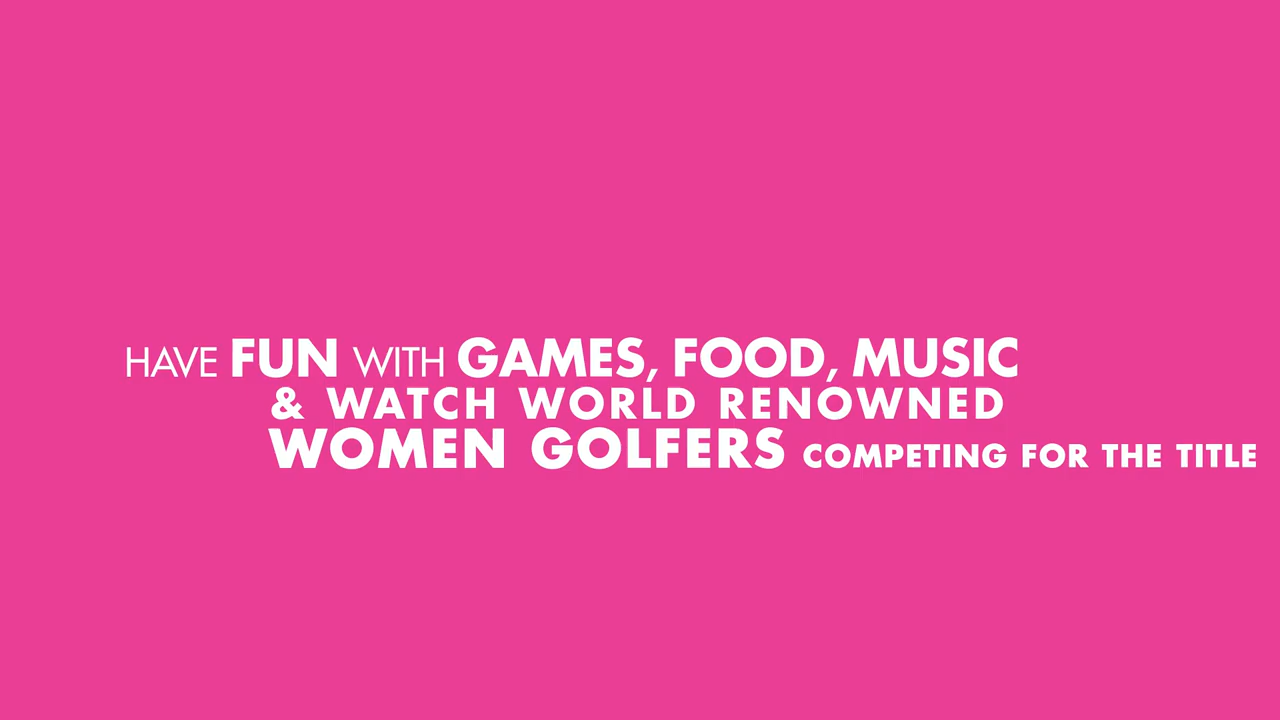 HAVE FUN WITH GAMES, FOOD, MUSIC
& WATCH WORLD RENOWNED
WOMEN GOLFERS COMPETING FOR THE TITLE